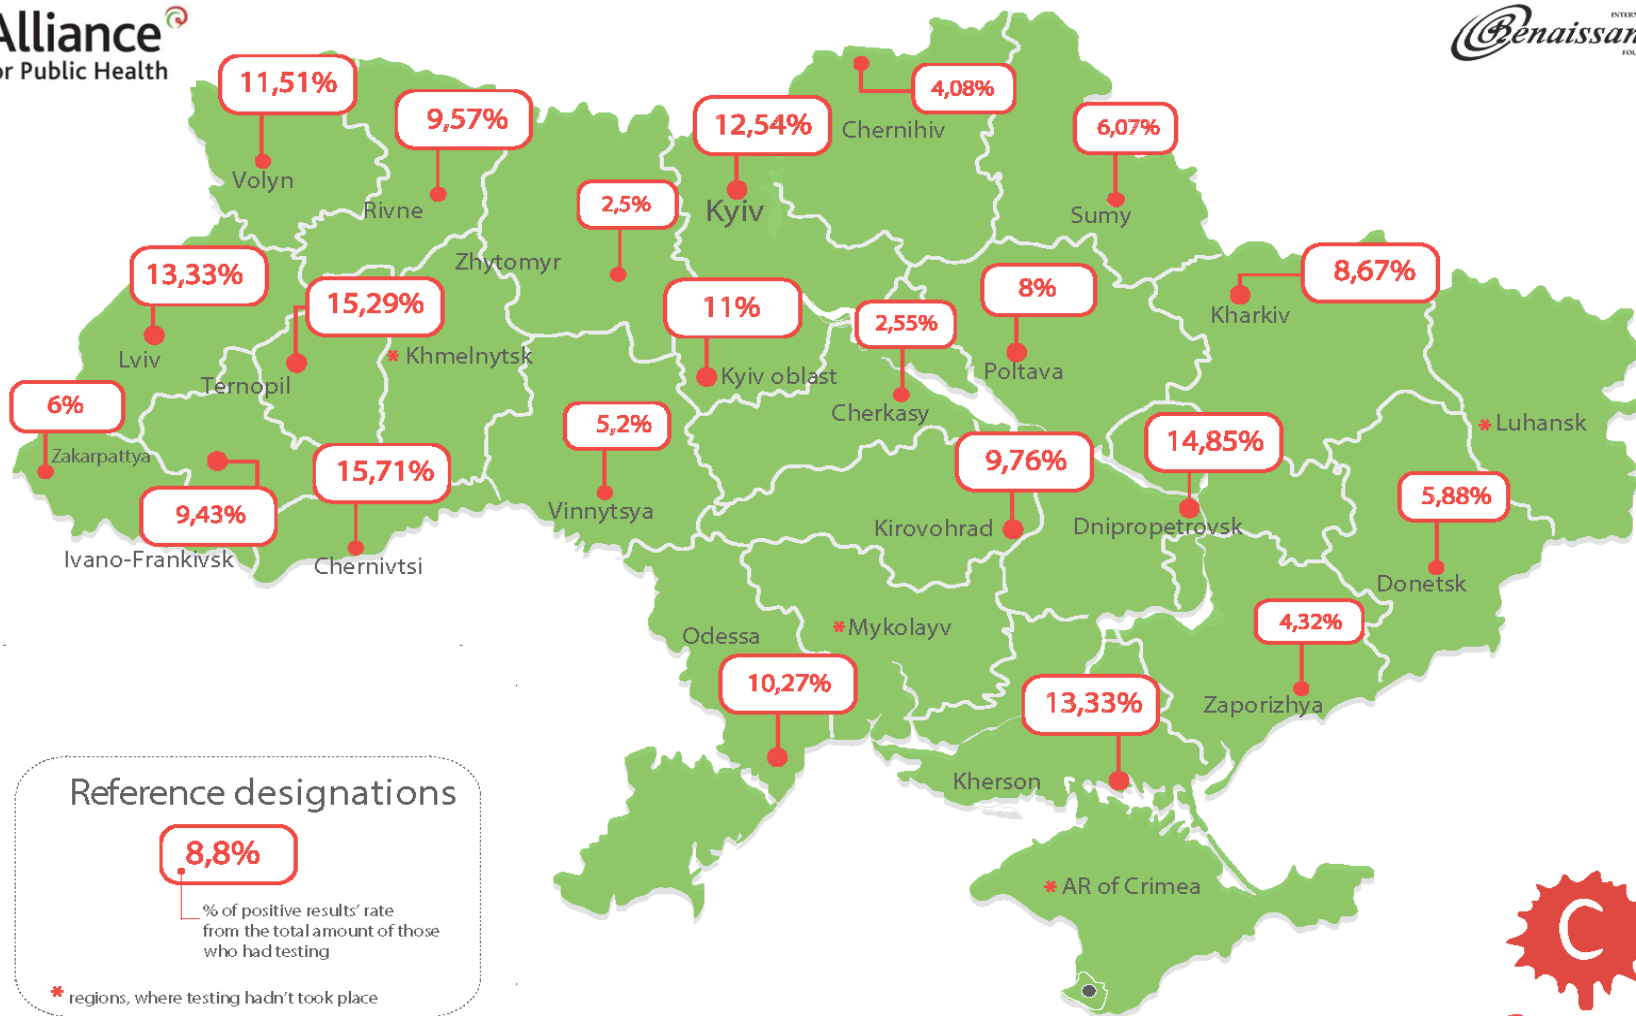 Alliance
or Public Health
INTERN
Renaissan
FOU
11,51%
Volyn
9,57%
Rivne
12,54%
Kyiv
4,08%
Chernihiv
6,07%
Sumy
2,5%
Zhytomyr
13,33%
Lviv
15,29%
Ternopil
* Khmelnytsk
11%
Kyiv oblast
2,55%
Cherkasy
8%
Poltava
8,67%
Kharkiv
6%
Zakarpattya
9,43%
Ivano-Frankivsk
15,71%
Chernivtsi
5,2%
Vinnytsya
9,76%
Kirovohrad
14,85%
Dnipropetrovsk
* Luhansk
5,88%
Donetsk
Odessa
10,27%
* Mykolayv
4,32%
Zaporizhya
13,33%
Kherson
* AR of Crimea
Reference designations
8,8%
% of positive results' rate
from the total amount of those
who had testing
* regions, where testing hadn't took place
C